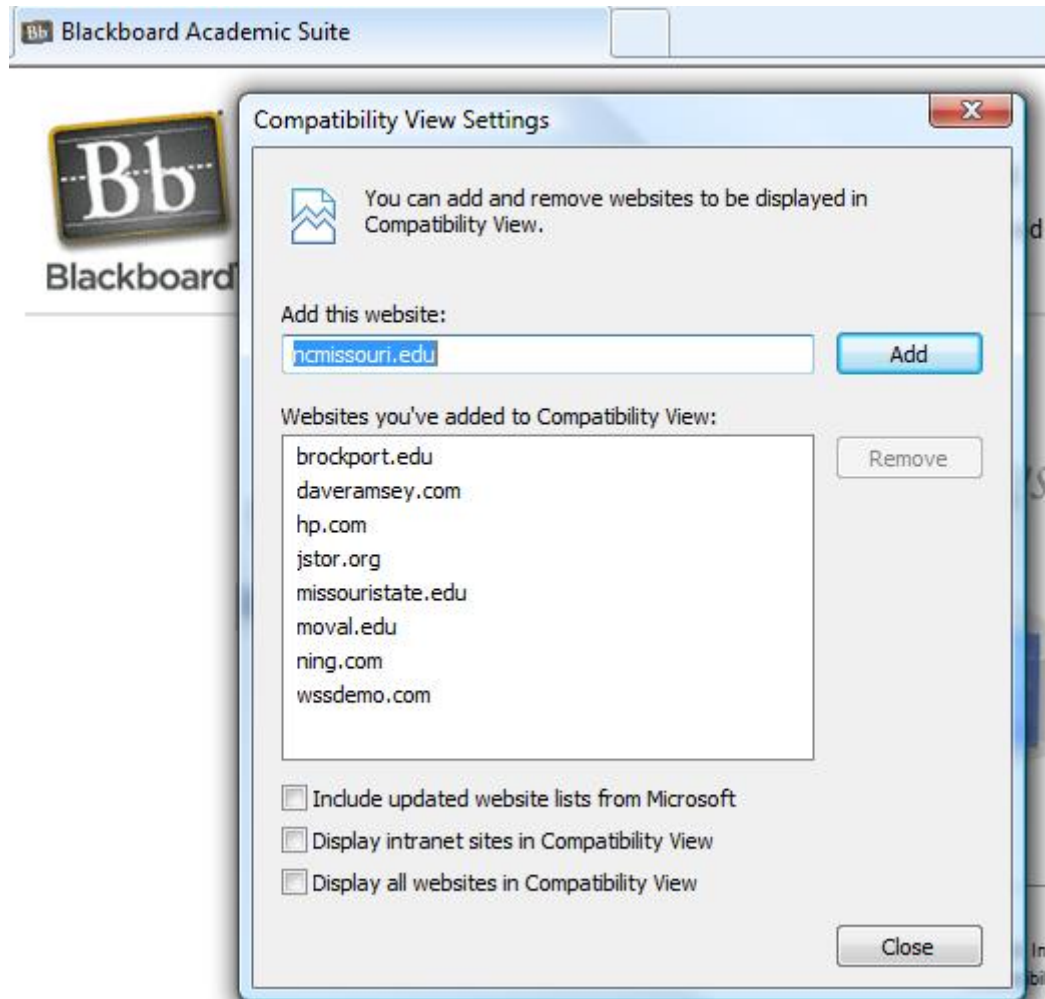 Blackboard Academic Suite
Compatibility View Settings
Bb
Blackboard
You can add and remove websites to be displayed in
Compatibility View.
Add this website:
ncmissouri.edu
Add
Websites you've added to Compatibility View:
brockport.edu
Remove
daveramsey.com
hp.com
jstor.org
missouristate.edu
moval.edu
ning.com
wssdemo.com
Include updated website lists from Microsoft
Display intranet sites in Compatibility View
Display all websites in Compatibility View
Close